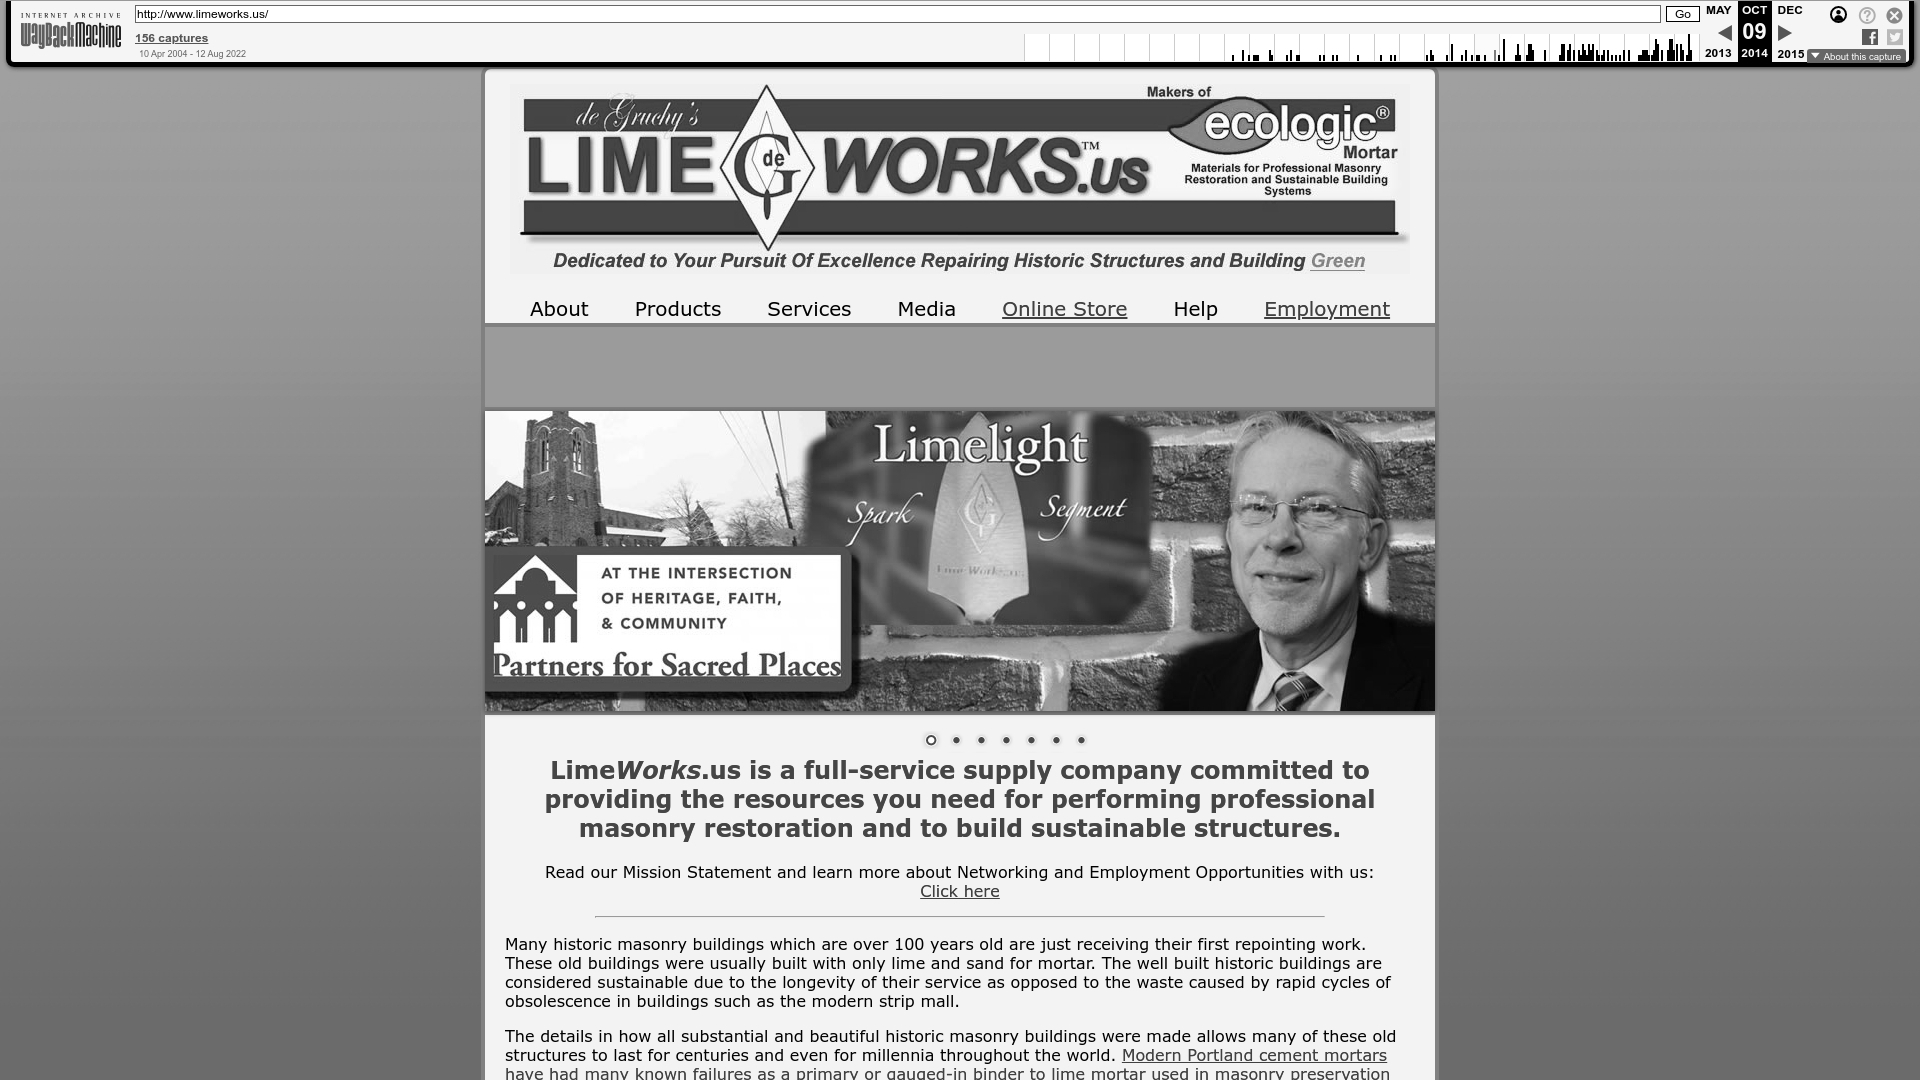 INTERNET ARCHIVE
WayBackMachine
http://www.limeworks.us/
Go
156 captures
10 Apr 2004 - 12 Aug 2022
MAY
OCT
DEC
09
2013
2014
2015
About this capture
de Gruchy's
LIME
de
G
WORKS.us™
Makers of
ecologic®
Mortar
Materials for Professional Masonry
Restoration and Sustainable Building
Systems
Dedicated to Your Pursuit Of Excellence Repairing Historic Structures and Building Green
About Products Services Media Online Store Help Employment
Limelight
Spark Segment
G
LimeWorks.us
AT THE INTERSECTION
OF HERITAGE, FAITH,
& COMMUNITY
Partners for Sacred Places
LimeWorks.us is a full-service supply company committed to
providing the resources you need for performing professional
masonry restoration and to build sustainable structures.
Read our Mission Statement and learn more about Networking and Employment Opportunities with us:
Click here
Many historic masonry buildings which are over 100 years old are just receiving their first repointing work.
These old buildings were usually built with only lime and sand for mortar. The well built historic buildings are
considered sustainable due to the longevity of their service as opposed to the waste caused by rapid cycles of
obsolescence in buildings such as the modern strip mall.
The details in how all substantial and beautiful historic masonry buildings were made allows many of these old
structures to last for centuries and even for millennia throughout the world. Modern Portland cement mortars
have had many known failures as a primary or gauged-in binder to lime mortar used in masonry preservation